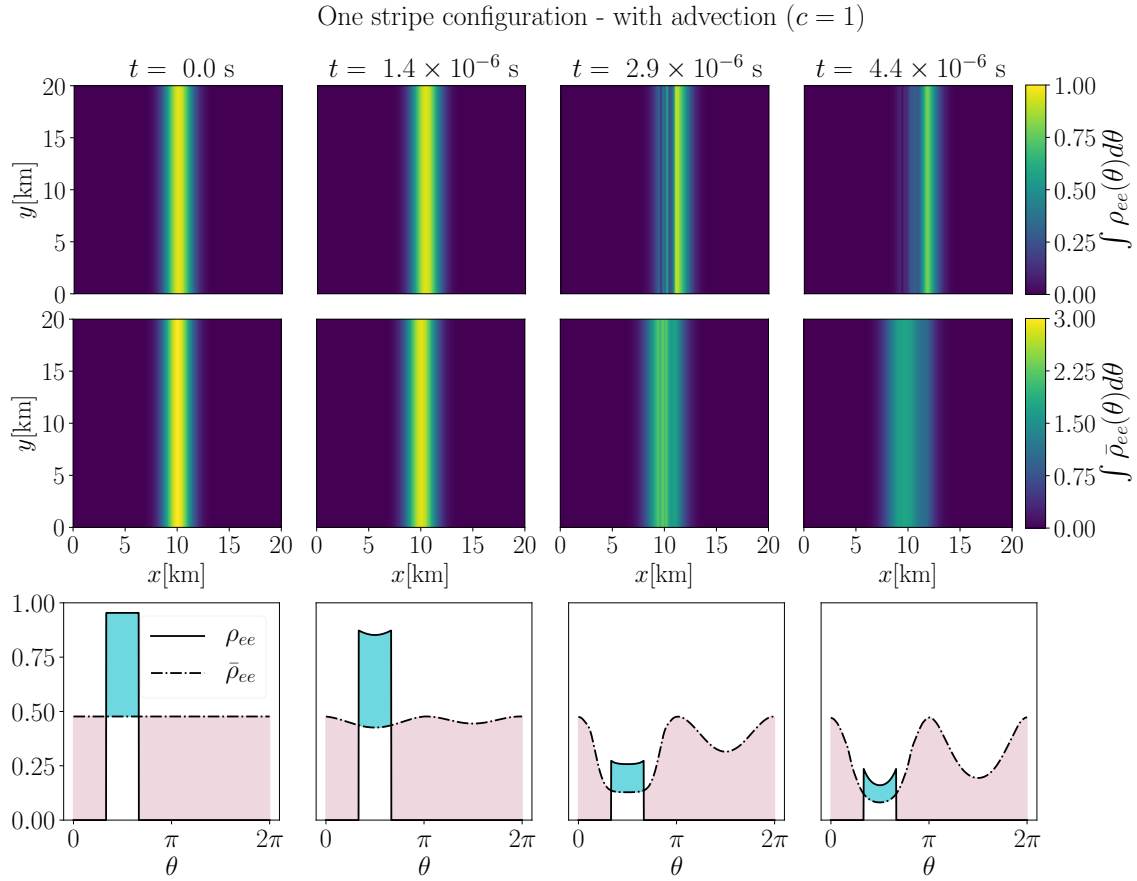 One stripe configuration - with advection (c = 1)
t = 0.0 s
t = 1.4 × 10⁻⁶ s
t = 2.9 × 10⁻⁶ s
t = 4.4 × 10⁻⁶ s
20
15
10
5
0
y[km]
1.00
0.75
0.50
0.25
0.00
∫ ρee(θ)dθ
20
15
10
5
0
y[km]
0 5 10 15 20
x[km]
0 5 10 15 20
x[km]
0 5 10 15 20
x[km]
0 5 10 15 20
x[km]
3.00
2.25
1.50
0.75
0.00
∫ ρ̄ee(θ)dθ
1.00
0.75
0.50
0.25
0.00
ρee
ρ̄ee
0 π 2π
θ
0 π 2π
θ
0 π 2π
θ
0 π 2π
θ